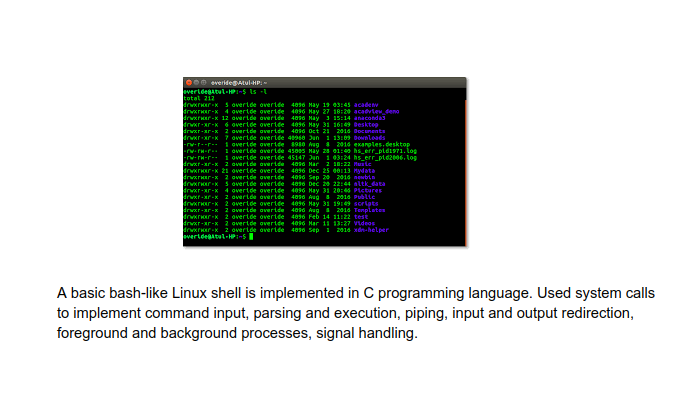 overide@Atul-HP: ~
overide@Atul-HP:~$ ls -l
total 212
drwxrwxr-x 5 overide overide 4096 May 19 03:45 academy
drwxrwxr-x 4 overide overide 4096 May 27 18:20 acadview_demo
drwxrwxr-x 12 overide overide 4096 May 3 15:14 anaconda3
drwxr-xr-x 6 overide overide 4096 May 31 16:49 Desktop
drwxr-xr-x 2 overide overide 4096 Oct 21 2016 Documents
drwxr-xr-x 7 overide overide 40960 Jun 1 13:09 Downloads
-rw-r--r-- 1 overide overide 8980 Aug 8 2016 examples.desktop
-rw-rw-r-- 1 overide overide 45005 May 28 01:40 hs_err_pid1971.log
-rw-rw-r-- 1 overide overide 45147 Jun 1 03:24 hs_err_pid2006.log
drwxr-xr-x 2 overide overide 4096 Mar 2 18:22 Music
drwxrwxr-x 21 overide overide 4096 Dec 25 00:13 Mydata
drwxrwxr-x 2 overide overide 4096 Sep 20 2016 newbin
drwxrwxr-x 5 overide overide 4096 Dec 20 22:44 nltk_data
drwxr-xr-x 4 overide overide 4096 May 31 20:46 Pictures
drwxr-xr-x 2 overide overide 4096 Aug 8 2016 Public
drwxrwxr-x 2 overide overide 4096 May 31 19:49 scripts
drwxr-xr-x 2 overide overide 4096 Aug 8 2016 Templates
drwxrwxr-x 2 overide overide 4096 Feb 14 11:22 test
drwxr-xr-x 2 overide overide 4096 Mar 11 13:27 Videos
drwxrwxr-x 2 overide overide 4096 Sep 1 2016 xdm-helper
overide@Atul-HP:~$
A basic bash-like Linux shell is implemented in C programming language. Used system calls
to implement command input, parsing and execution, piping, input and output redirection,
foreground and background processes, signal handling.